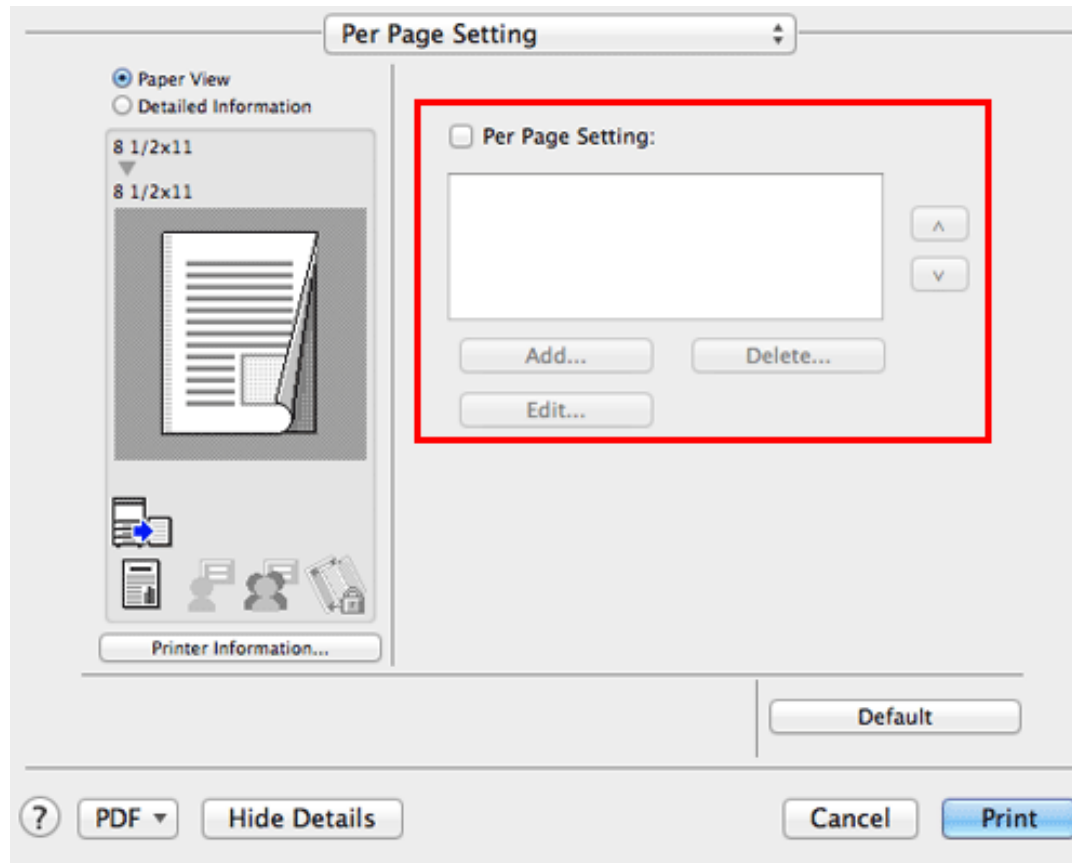 Per Page Setting
Paper View
Detailed Information
8 1/2x11
8 1/2x11
Per Page Setting:
Add...
Delete...
Edit...
Printer Information...
Default
?
PDF
Hide Details
Cancel
Print